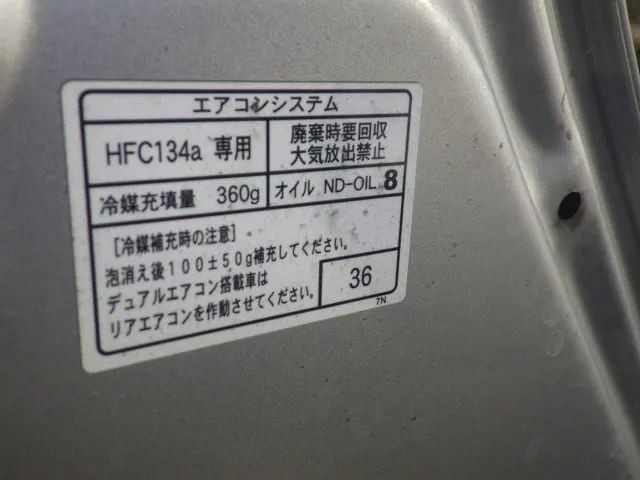 エアコンシステム
HFC134a 専用
廃棄時要回収
大気放出禁止
冷媒充填量 360g
オイル ND-OIL 8
[冷媒補充時の注意]
泡消え後100±50g補充してください。
デュアルエアコン搭載車は
リアエアコンを作動させてください。
36
7N.